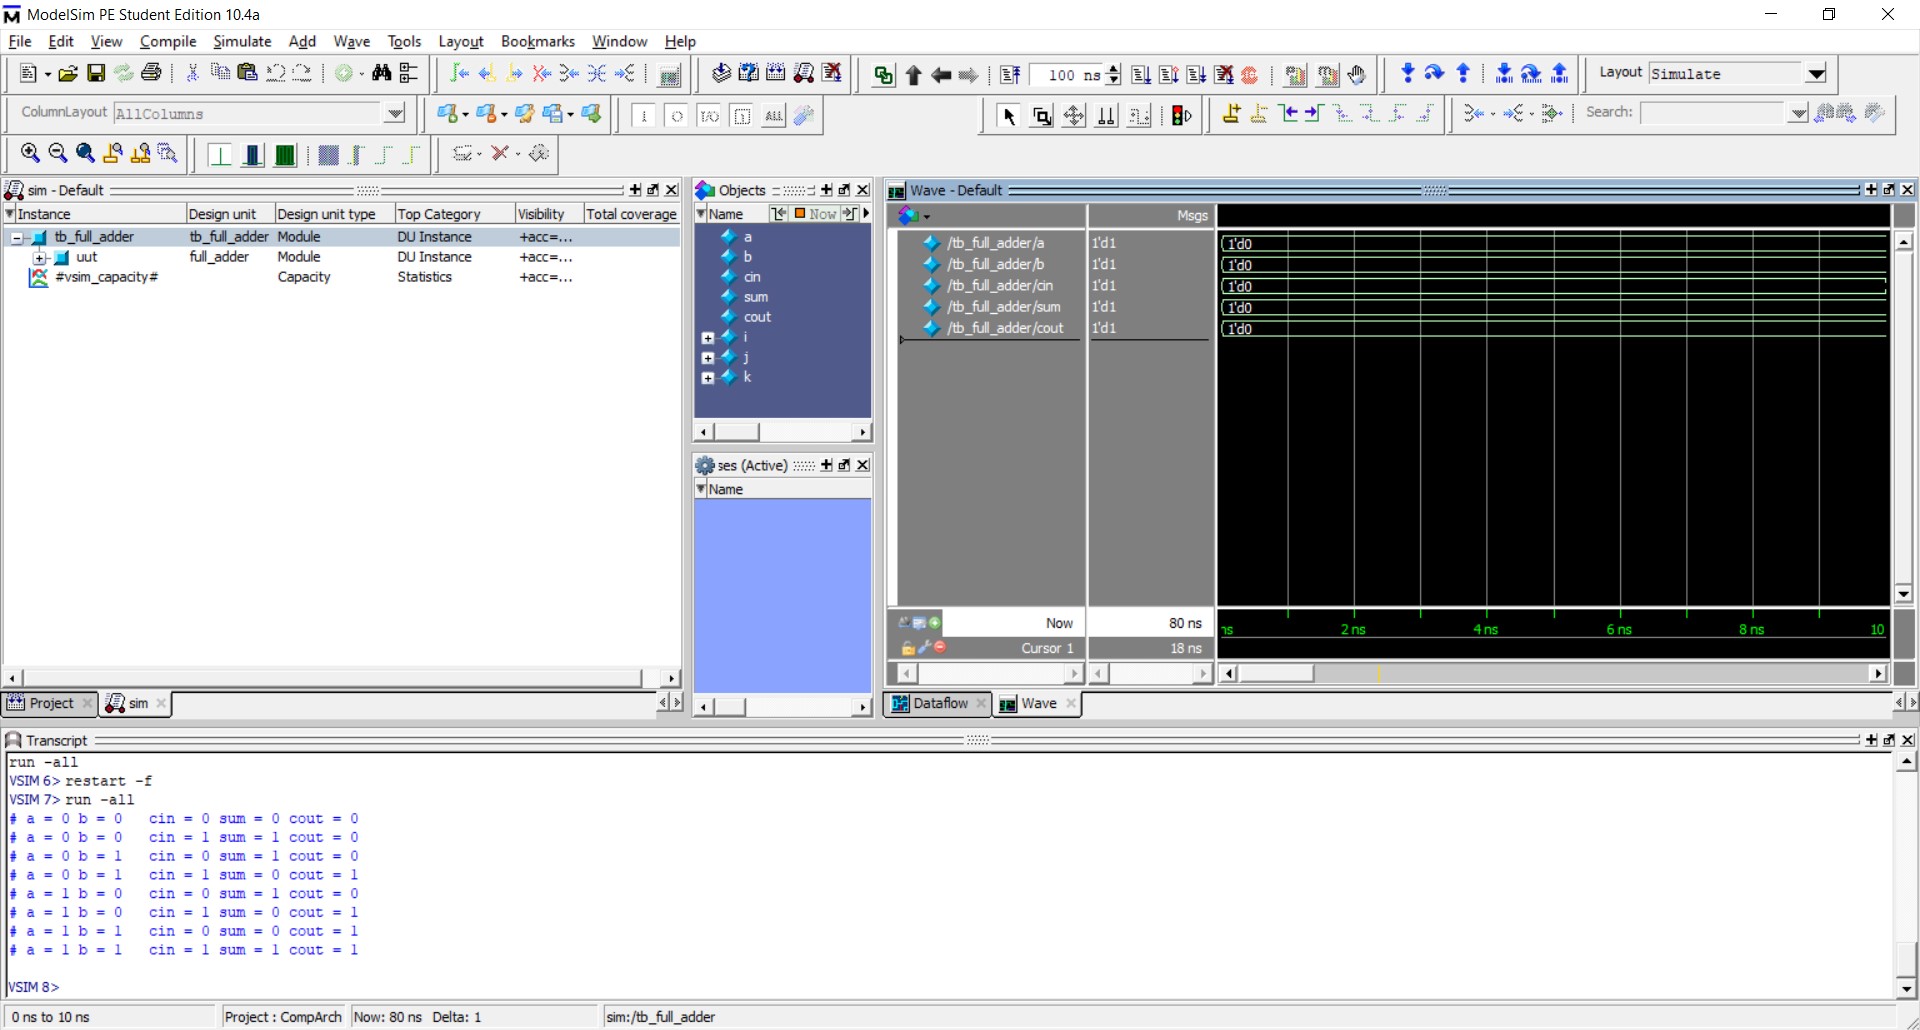 ModelSim PE Student Edition 10.4a
File Edit View Compile Simulate Add Wave Tools Layout Bookmarks Window Help
100 ns
Layout Simulate
ColumnLayout AllColumns
ALL
Search:
sim - Default
Instance Design unit Design unit type Top Category Visibility Total coverage
tb_full_adder tb_full_adder Module DU Instance +acc=...
uut full_adder Module DU Instance +acc=...
#vsim_capacity# Capacity Statistics +acc=...
Project sim
Objects
Name Now
a
b
cin
sum
cout
i
j
k
ses (Active)
Name
Wave - Default
Msgs
/tb_full_adder/a 1'd1 1'd0
/tb_full_adder/b 1'd1 1'd0
/tb_full_adder/cin 1'd1 1'd0
/tb_full_adder/sum 1'd1 1'd0
/tb_full_adder/cout 1'd1 1'd0
Now 80 ns ns 2 ns 4 ns 6 ns 8 ns 10
Cursor 1 18 ns
Dataflow Wave
Transcript
run -all
VSIM 6> restart -f
VSIM 7> run -all
# a = 0 b = 0 cin = 0 sum = 0 cout = 0
# a = 0 b = 0 cin = 1 sum = 1 cout = 0
# a = 0 b = 1 cin = 0 sum = 1 cout = 0
# a = 0 b = 1 cin = 1 sum = 0 cout = 1
# a = 1 b = 0 cin = 0 sum = 1 cout = 0
# a = 1 b = 0 cin = 1 sum = 0 cout = 1
# a = 1 b = 1 cin = 0 sum = 0 cout = 1
# a = 1 b = 1 cin = 1 sum = 1 cout = 1
VSIM 8>
0 ns to 10 ns Project : CompArch Now: 80 ns Delta: 1 sim:/tb_full_adder